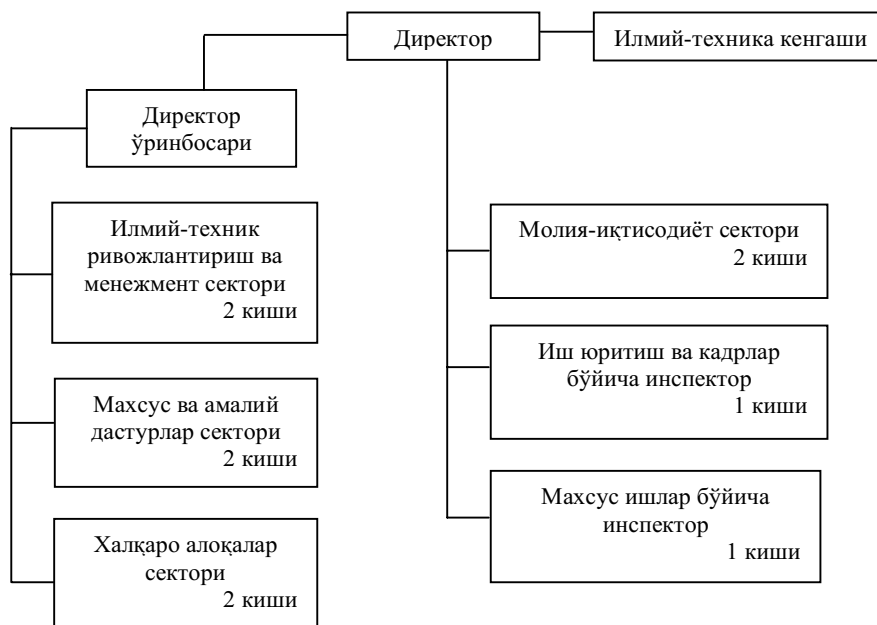 Директор
Илмий-техника кенгаши
Директор
ўринбосари
Илмий-техник
ривожлантириш ва
менежмент сектори
2 киши
Махсус ва амалий
дастурлар сектори
2 киши
Халқаро алоқалар
сектори
2 киши
Молия-иқтисодиёт сектори
2 киши
Иш юритиш ва кадрлар
бўйича инспектор
1 киши
Махсус ишлар бўйича
инспектор
1 киши